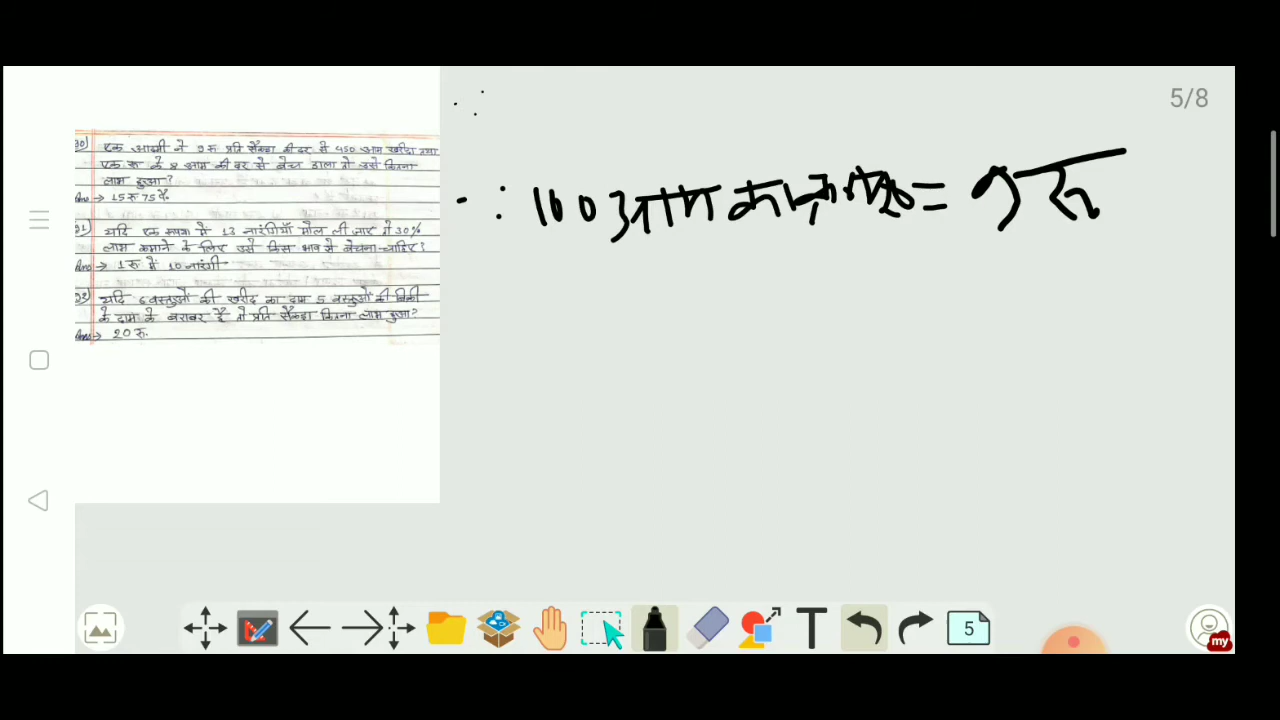 30) एक आदमी ने 9 रु प्रति सैकड़ा की दर से 450 आम खरीदा तथा
एक रु के 8 आम की दर से बेच डाला तो उसे कितना
लाभ हुआ?
Ans → 15 रु 75 पै
31) यदि एक रुपया में 13 नारंगियाँ मोल ली जाए तो 30%
लाभ कमाने के लिए उसे किस भाव से बेचना चाहिए?
Ans → 1 रु में 10 नारंगी
32) यदि 6 वस्तुओं की खरीद का दाम 5 वस्तुओं की बिक्री
के दाम के बराबर है तो प्रति सैकड़ा कितना लाभ हुआ?
Ans → 20 रु.
∵ 100 आम का क्र॰ मू॰ = 9 रु
5/8
T
5
my